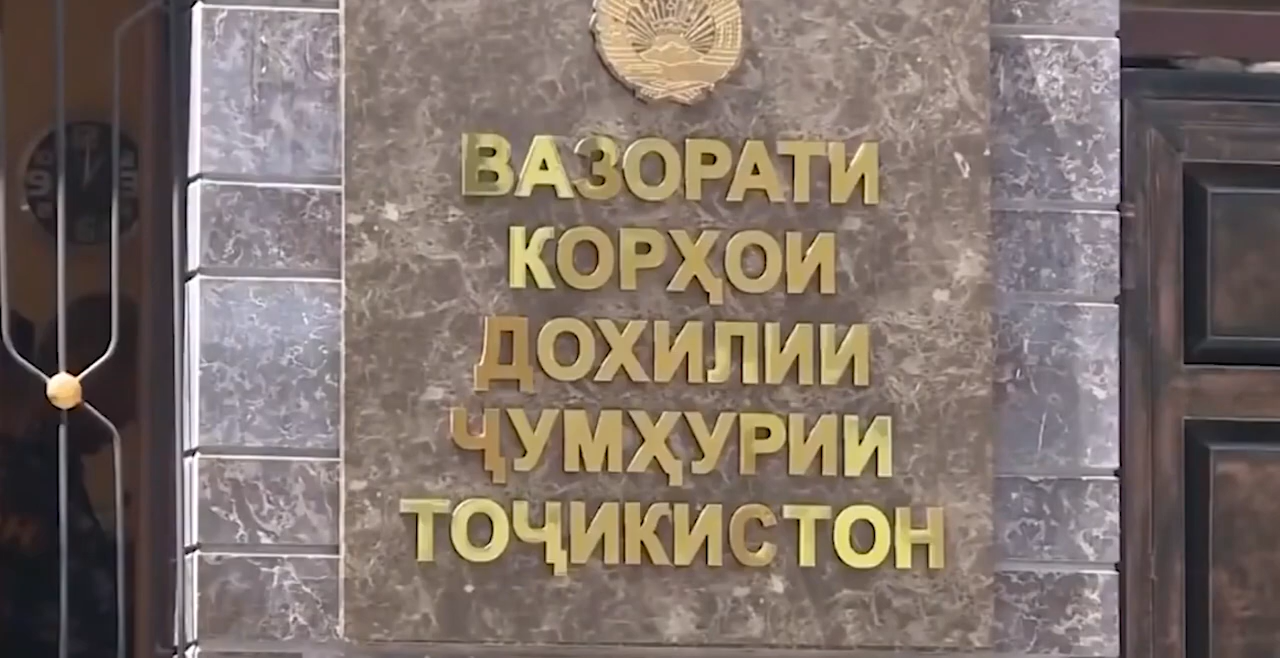 ВАЗОРАТИ
КОРҲОИ
ДОХИЛИИ
ҶУМҲУРИИ
ТОҶИКИСТОН